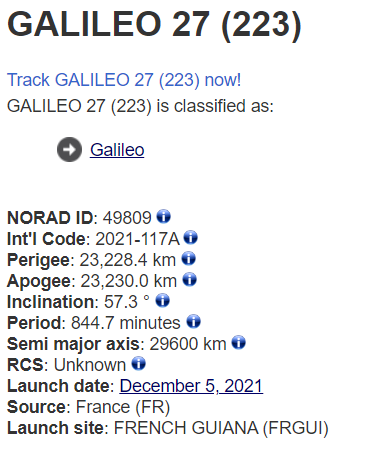 GALILEO 27 (223)
Track GALILEO 27 (223) now!
GALILEO 27 (223) is classified as:
Galileo
NORAD ID: 49809
Int'l Code: 2021-117A
Perigee: 23,228.4 km
Apogee: 23,230.0 km
Inclination: 57.3 °
Period: 844.7 minutes
Semi major axis: 29600 km
RCS: Unknown
Launch date: December 5, 2021
Source: France (FR)
Launch site: FRENCH GUIANA (FRGUI)